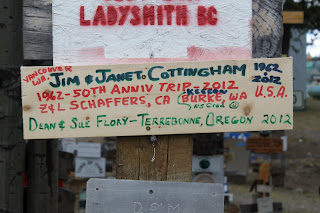 LADYSMITH BC
VANCOUVER WA. JIM & JANET COTTINGHAM 1962 2012
1962-50TH ANNIV TRIP-2012 U.S.A.
Z&L SCHAFFERS, CA (BURKE, WA
DEAN & SUE FLORY-TERREBONNE, OREGON 2012
D & M